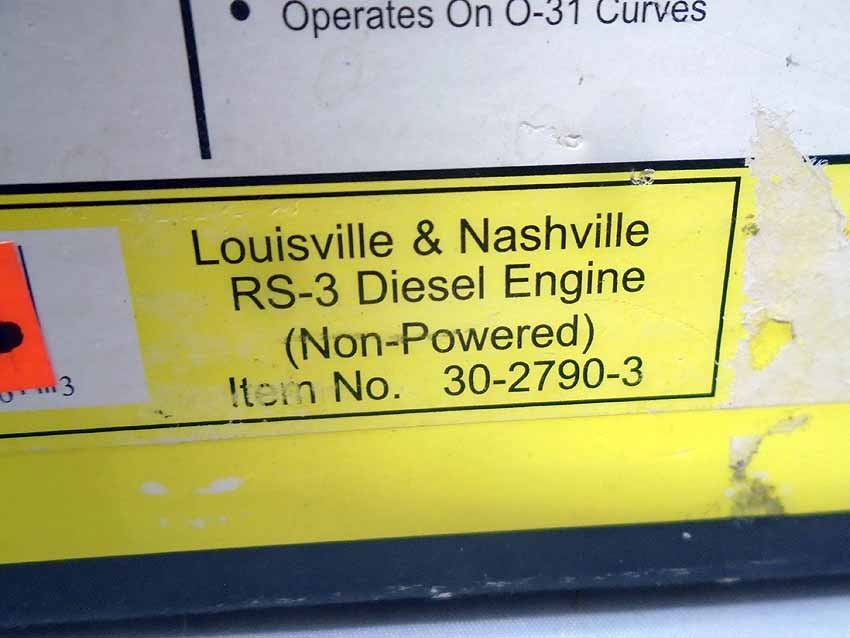 • Operates On O-31 Curves
Louisville & Nashville
RS-3 Diesel Engine
(Non-Powered)
Item No. 30-2790-3